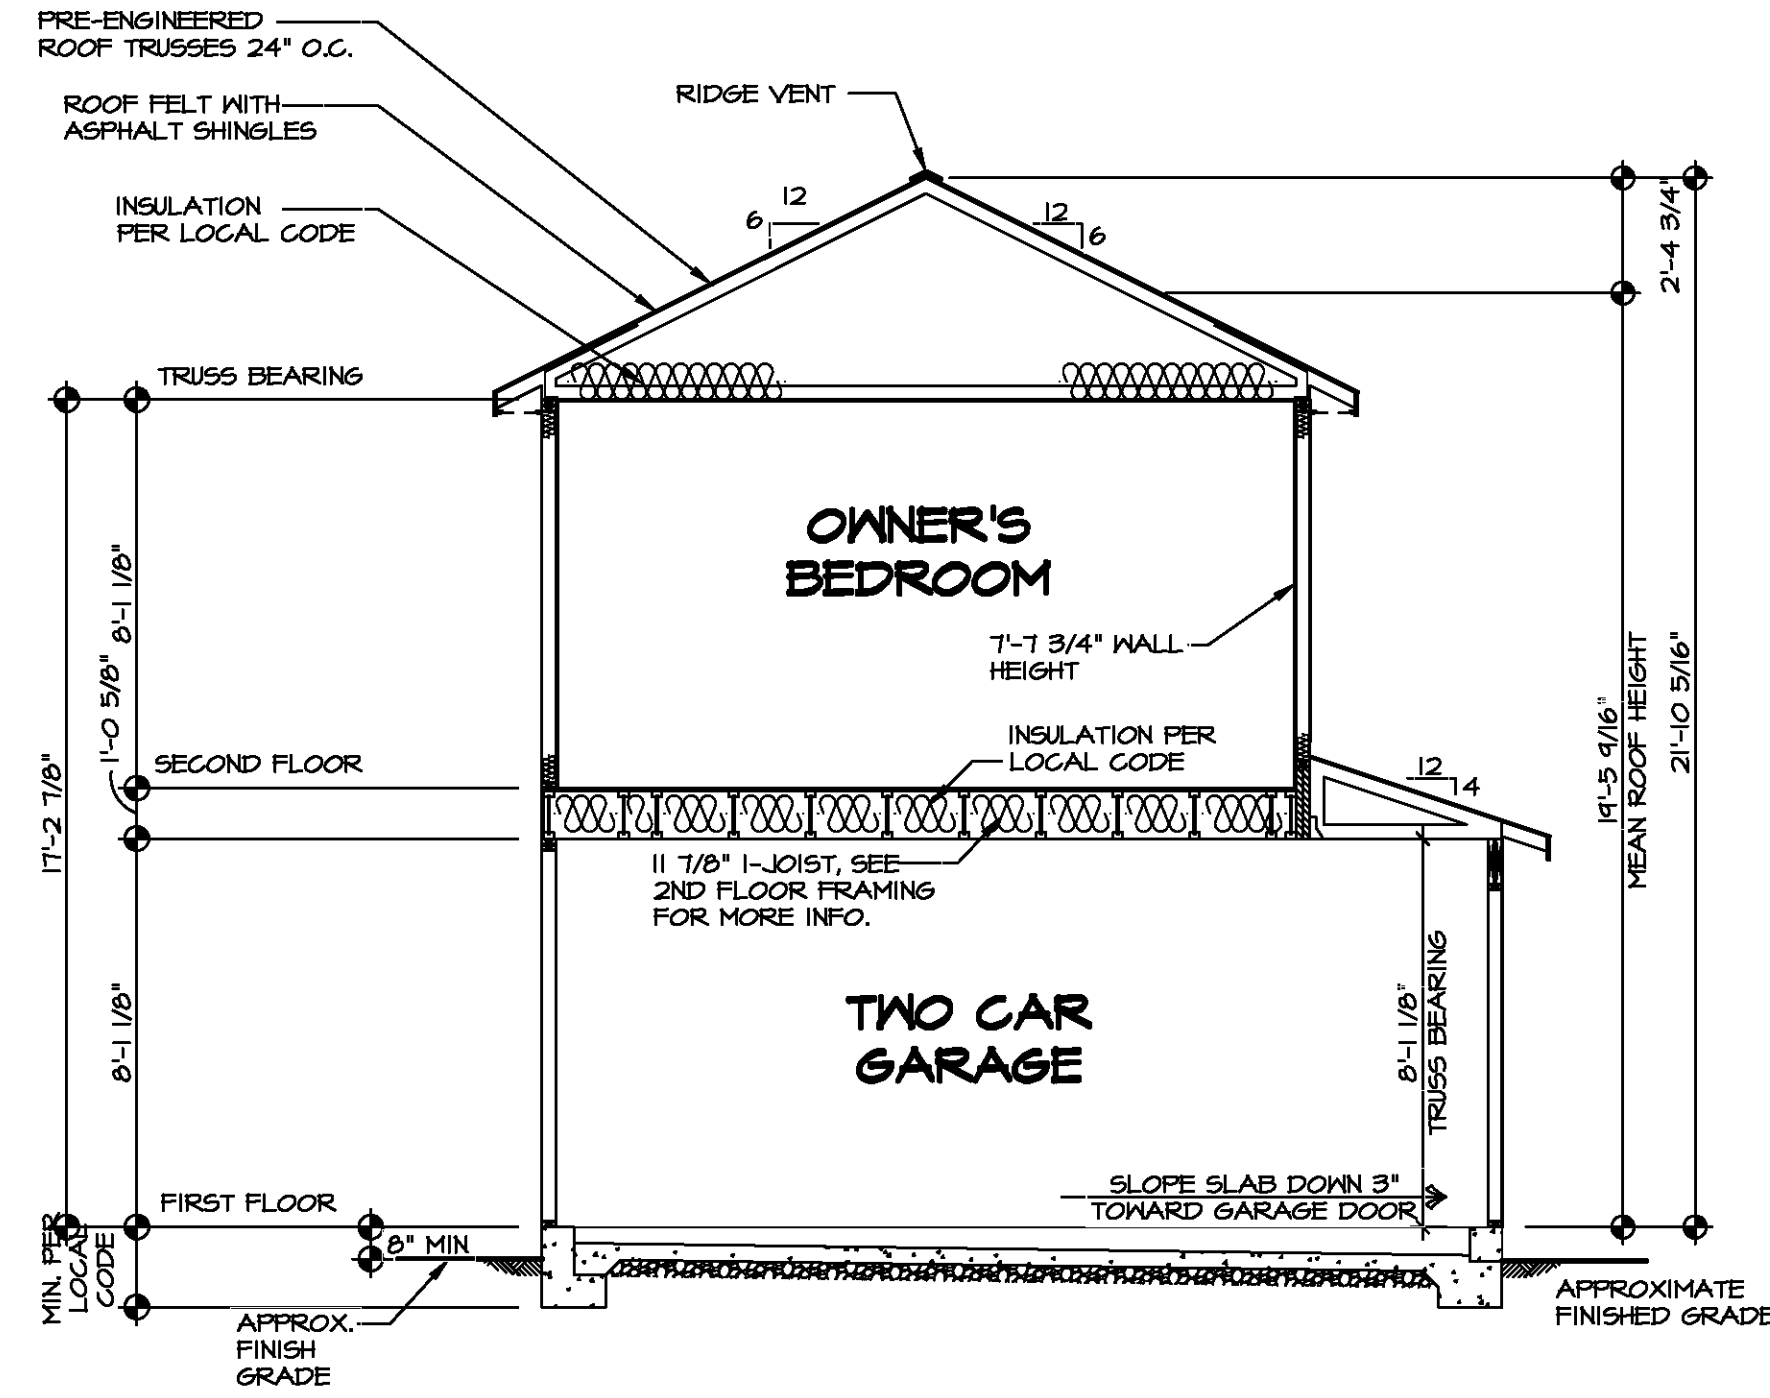 PRE-ENGINEERED
ROOF TRUSSES 24" O.C.
ROOF FELT WITH
ASPHALT SHINGLES
INSULATION
PER LOCAL CODE
RIDGE VENT
12
6
12
6
2'-4 3/4"
TRUSS BEARING
OWNER'S
BEDROOM
7'-7 3/4" WALL
HEIGHT
8'-1 1/8"
1'-0 5/8"
17'-2 7/8"
SECOND FLOOR
INSULATION PER
LOCAL CODE
12
4
19'-5 9/16"
MEAN ROOF HEIGHT
21'-10 5/16"
11 7/8" I-JOIST, SEE
2ND FLOOR FRAMING
FOR MORE INFO.
TWO CAR
GARAGE
8'-1 1/8"
8'-1 1/8"
TRUSS BEARING
SLOPE SLAB DOWN 3"
TOWARD GARAGE DOOR
FIRST FLOOR
8" MIN
MIN. PER
LOCAL
CODE
APPROX.
FINISH
GRADE
APPROXIMATE
FINISHED GRADE